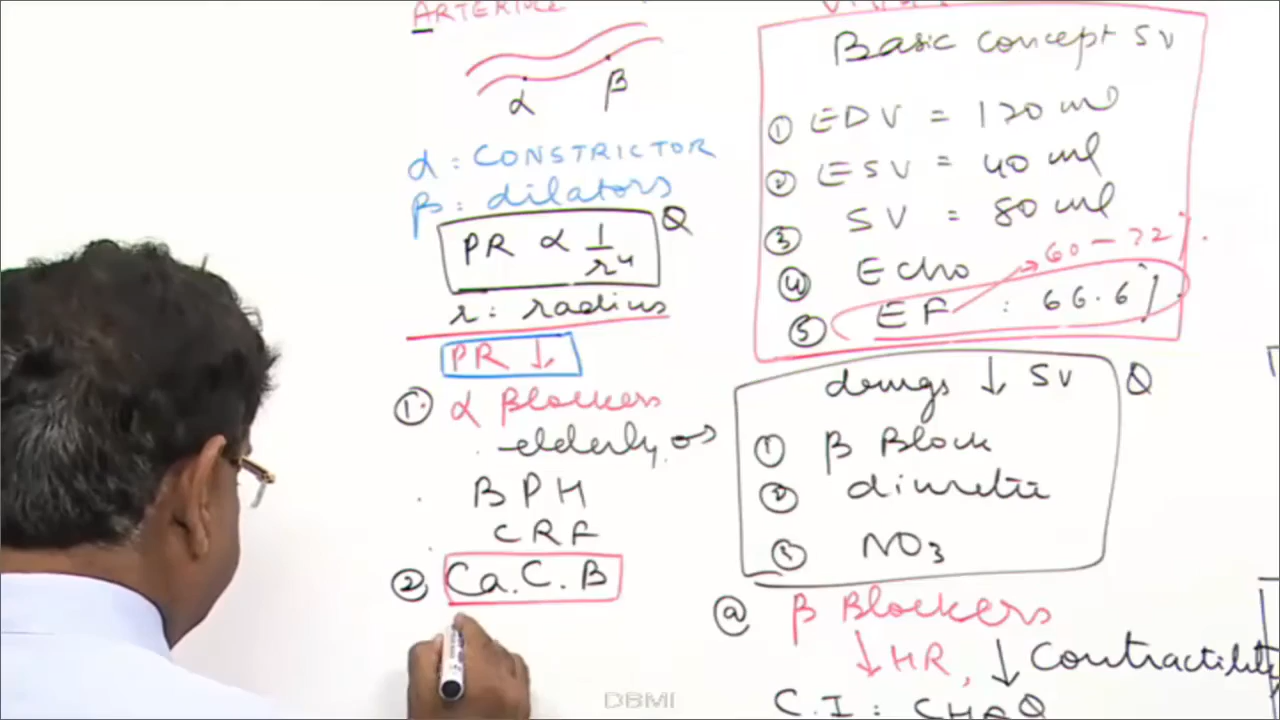 ARTERIOLE
α β
α : CONSTRICTOR
β : dilators
PR α 1/r4 Q
r : radius
PR ↓
① α Blockers
elderly, ♂
BPH
CRF
② Ca.C.B
Basic concept SV
① EDV = 120 ml
② ESV = 40 ml
③ SV = 80 ml
④ Echo
60 - 72 %.
⑤ EF : 66.6 %
drugs ↓ SV Q
① β Block
② diuretic
③ NO3
ⓐ β Blockers
↓ HR, ↓ Contractility
C.I :
DBMI